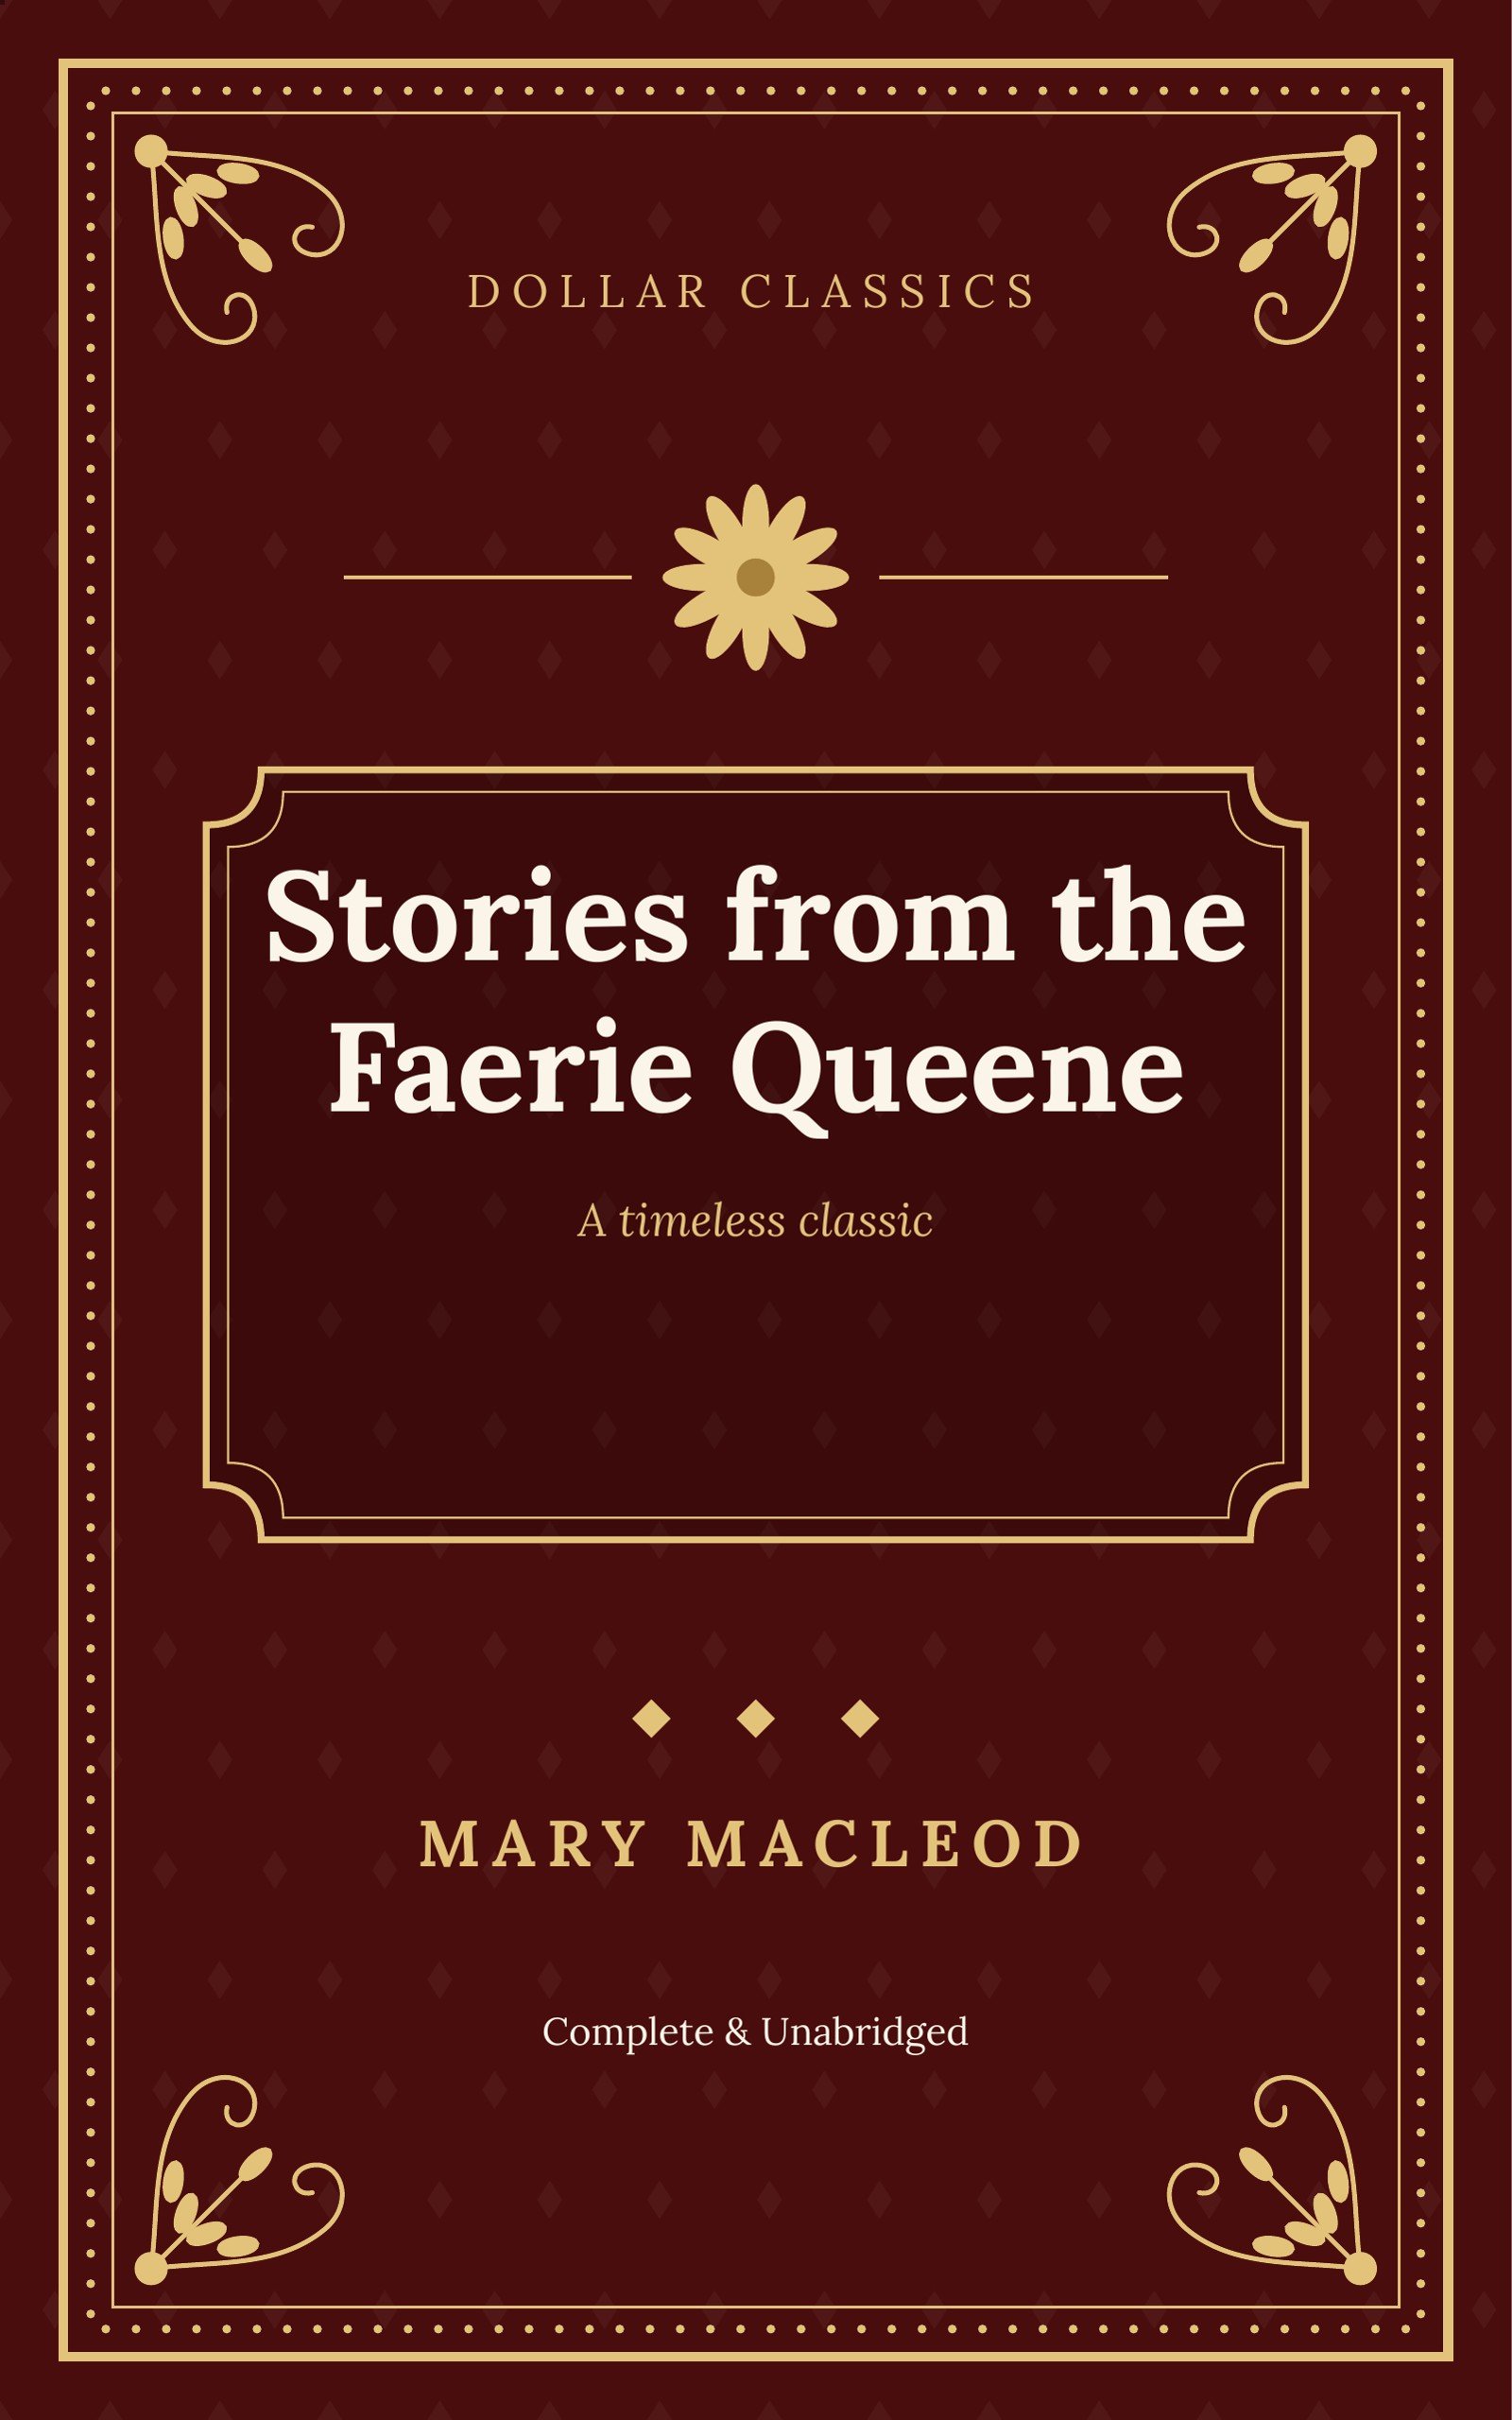 DOLLAR CLASSICS
Stories from the
Faerie Queene
A timeless classic
MARY MACLEOD
Complete & Unabridged